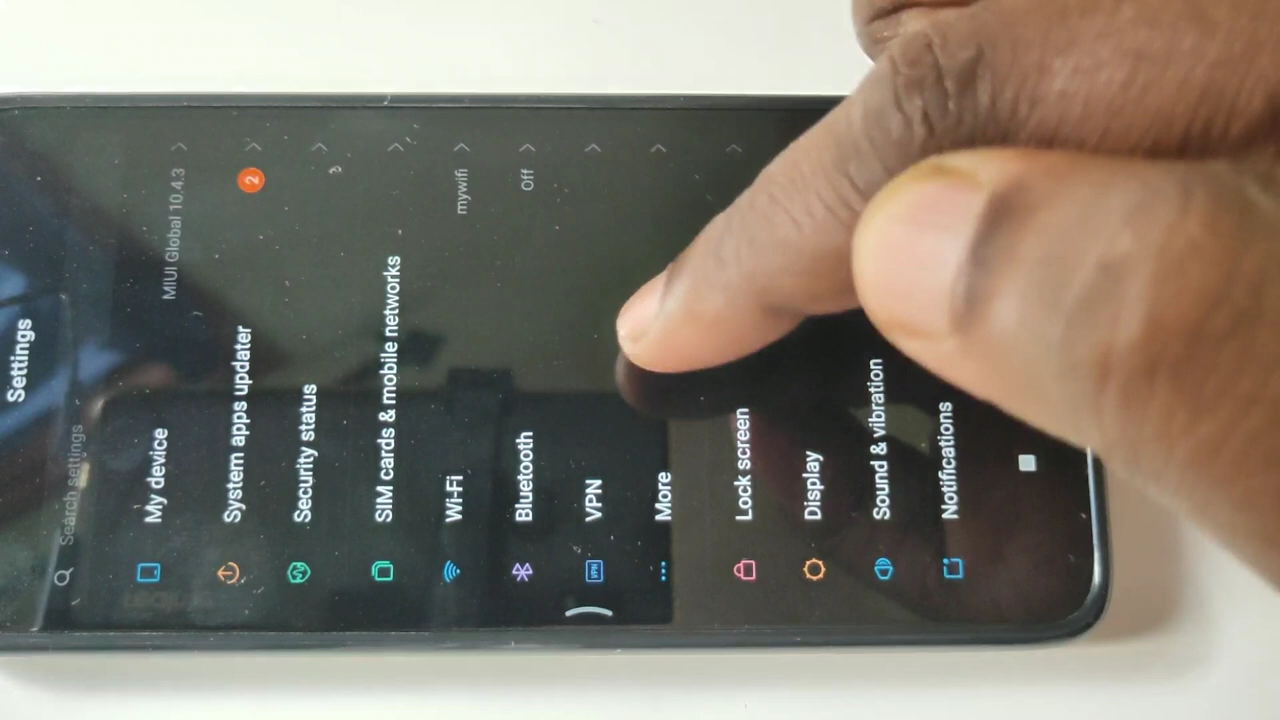 Settings
Search settings
My device MIUI Global 10.4.3
System apps updater 2
Security status
SIM cards & mobile networks
Wi-Fi mywifi
Bluetooth Off
VPN VPN
More
Lock screen
Display
Sound & vibration
Notifications